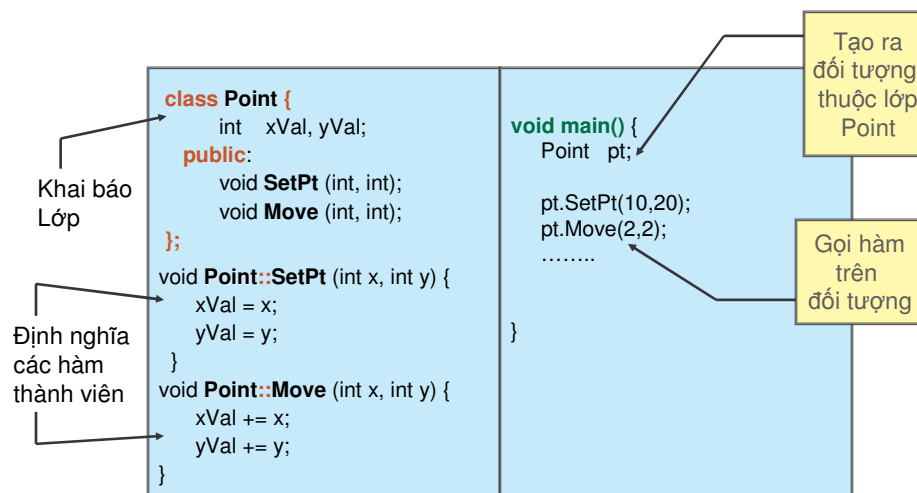 class Point {
int xVal, yVal;
public:
void SetPt (int, int);
void Move (int, int);
};
void Point::SetPt (int x, int y) {
xVal = x;
yVal = y;
}
void Point::Move (int x, int y) {
xVal += x;
yVal += y;
}
Khai báo
Lớp
Định nghĩa
các hàm
thành viên
void main() {
Point pt;
pt.SetPt(10,20);
pt.Move(2,2);
……..
}
Tạo ra
đối tượng
thuộc lớp
Point
Gọi hàm
trên
đối tượng